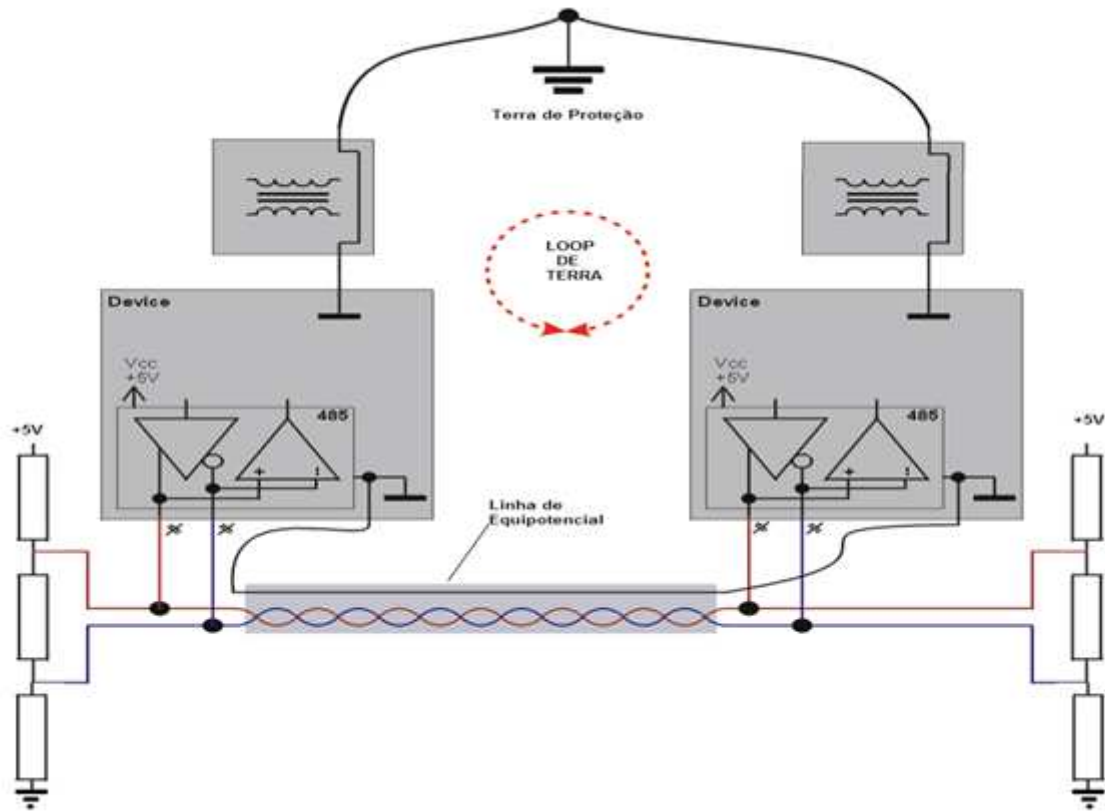 Terra de Proteção
LOOP
DE
TERRA
Device
Vcc
+5V
485
+5V
Device
Vcc
+5V
485
+5V
Linha de
Equipotencial